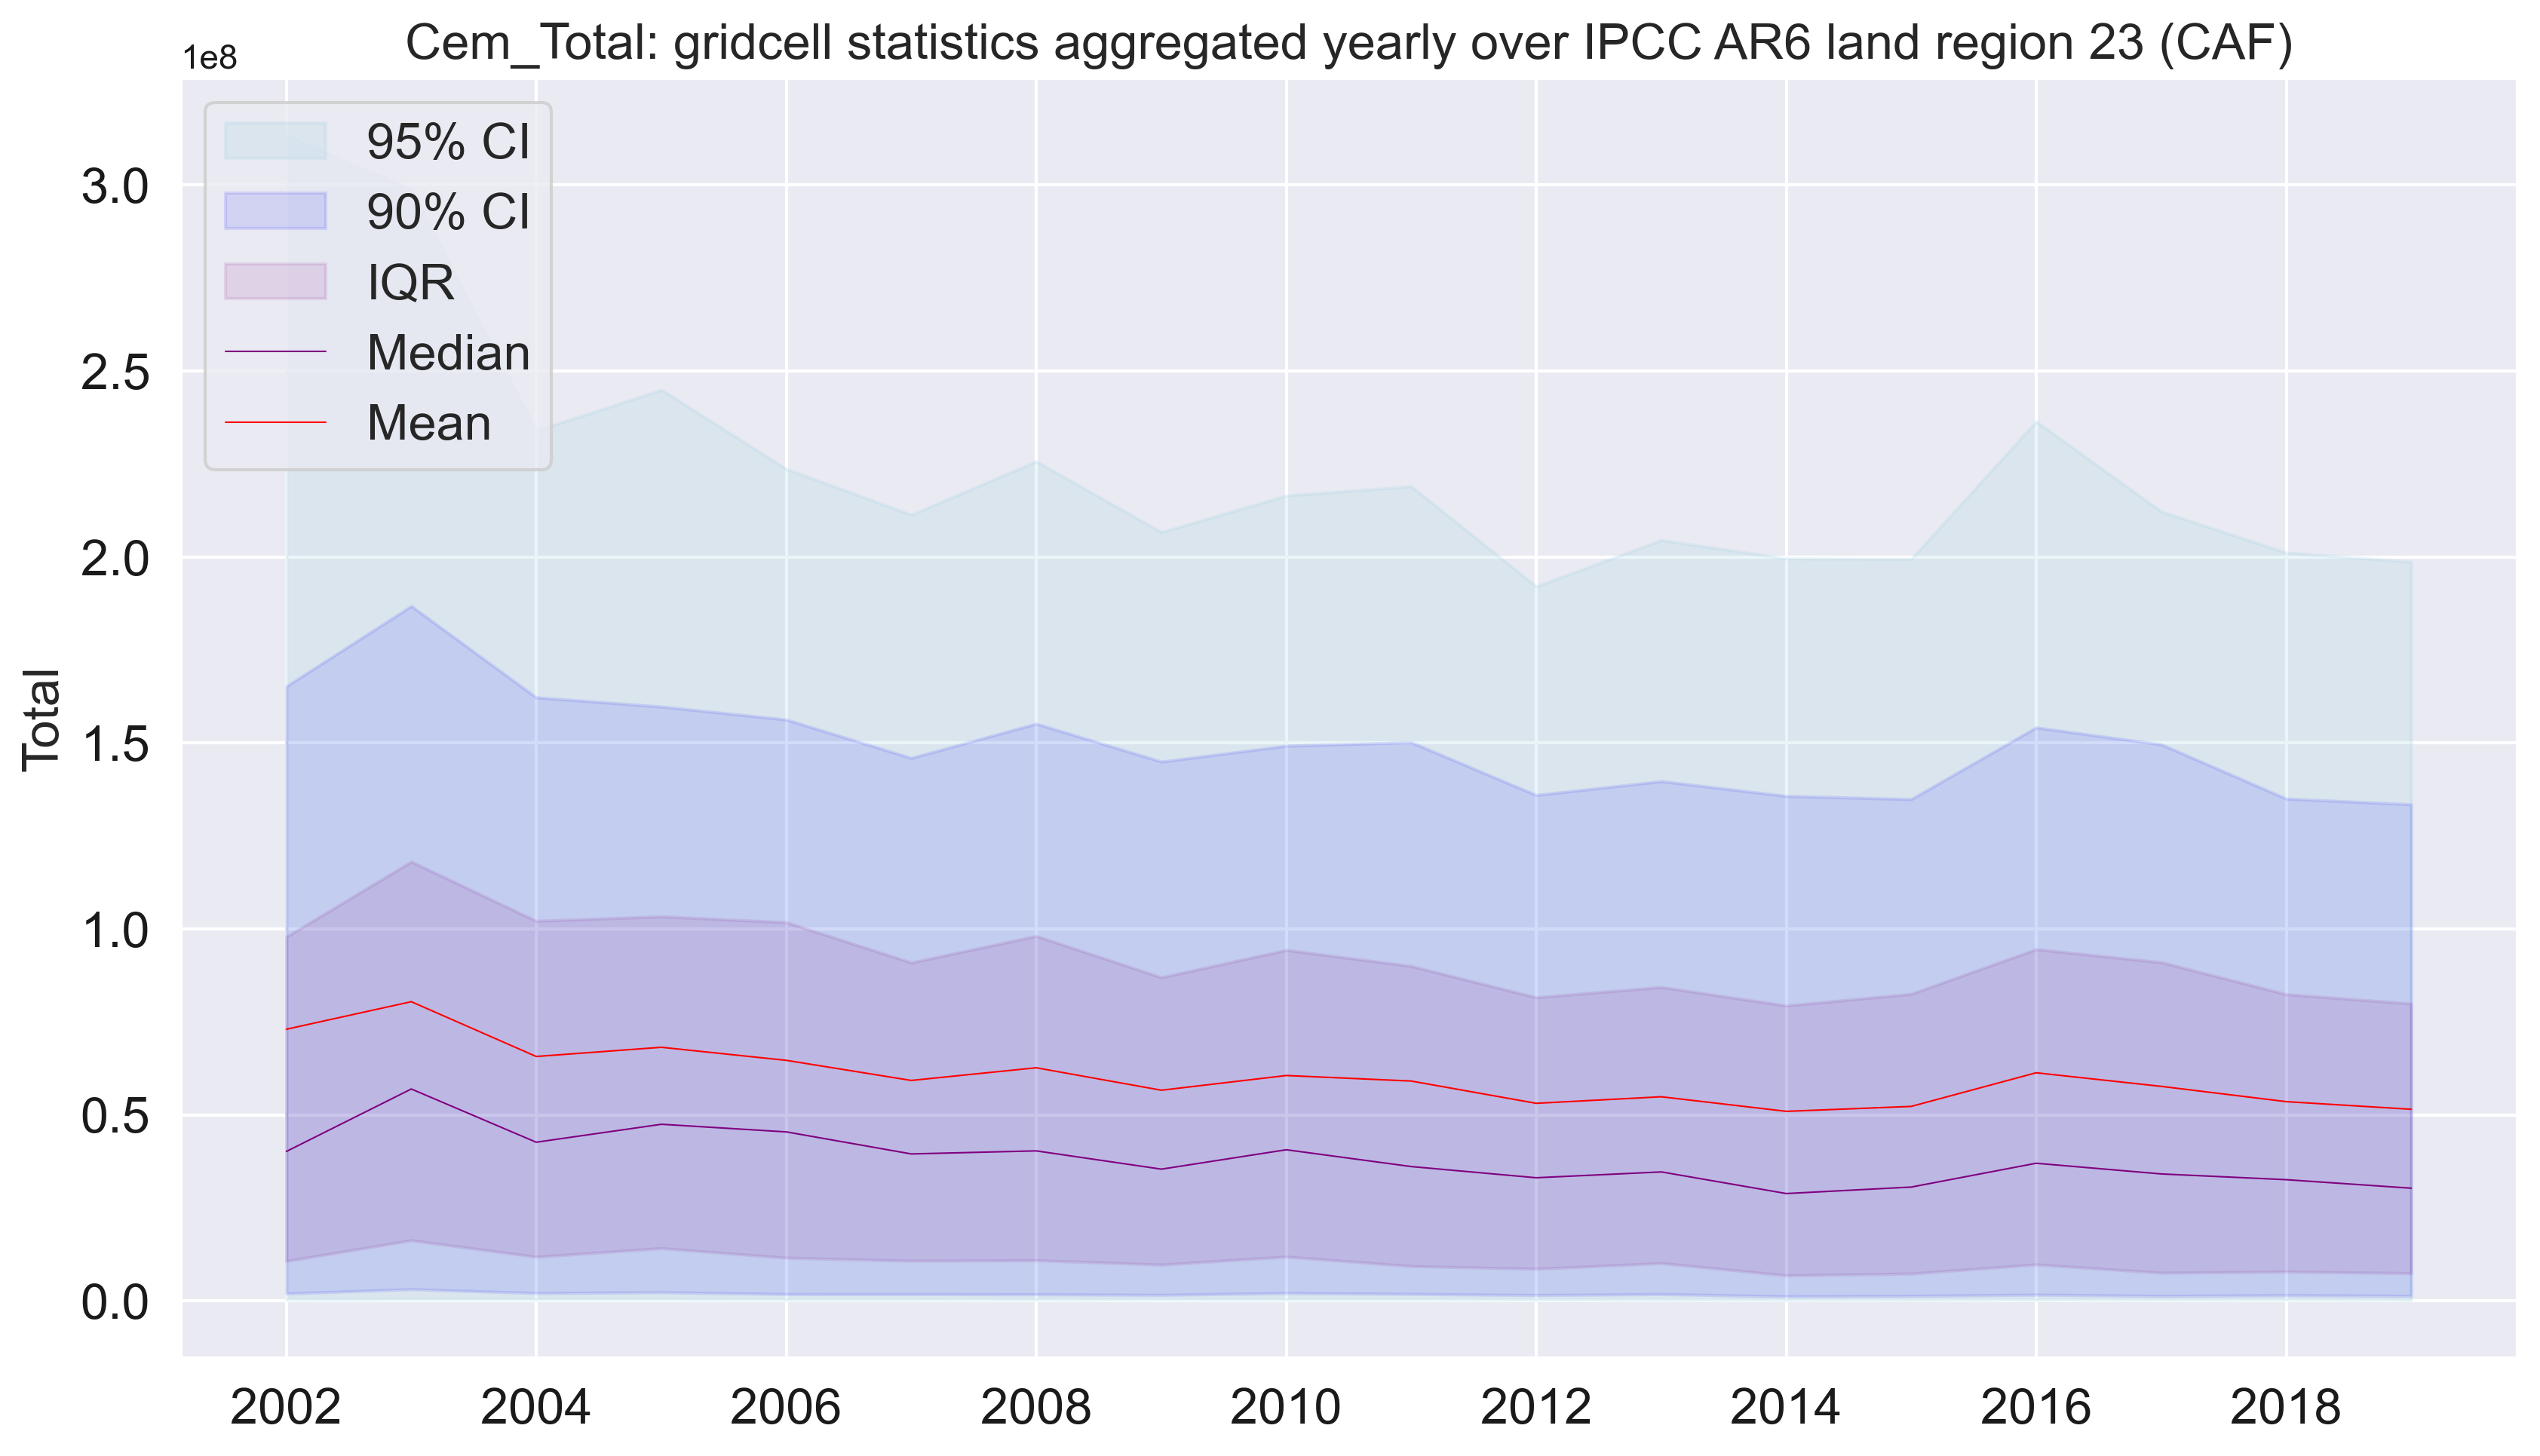 Cem_Total: gridcell statistics aggregated yearly over IPCC AR6 land region 23 (CAF)
1e8
95% CI
90% CI
IQR
Median
Mean
3.0
2.5
2.0
1.5
1.0
0.5
0.0
Total
2002 2004 2006 2008 2010 2012 2014 2016 2018